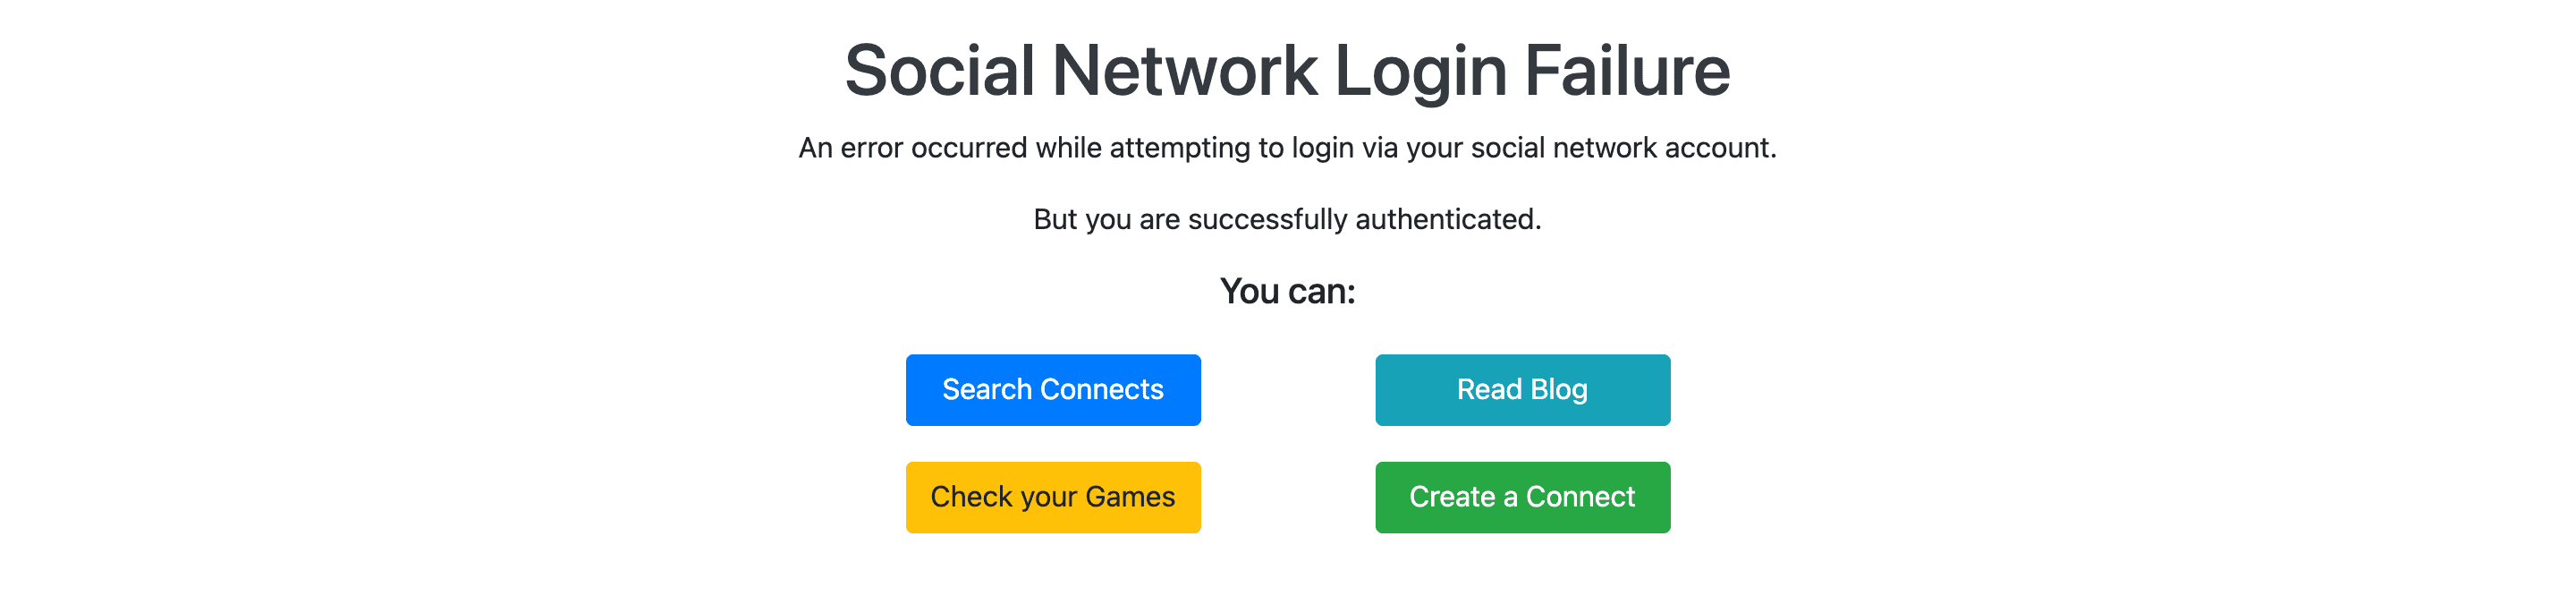 Social Network Login Failure
An error occurred while attempting to login via your social network account.
But you are successfully authenticated.
You can:
Search Connects
Read Blog
Check your Games
Create a Connect